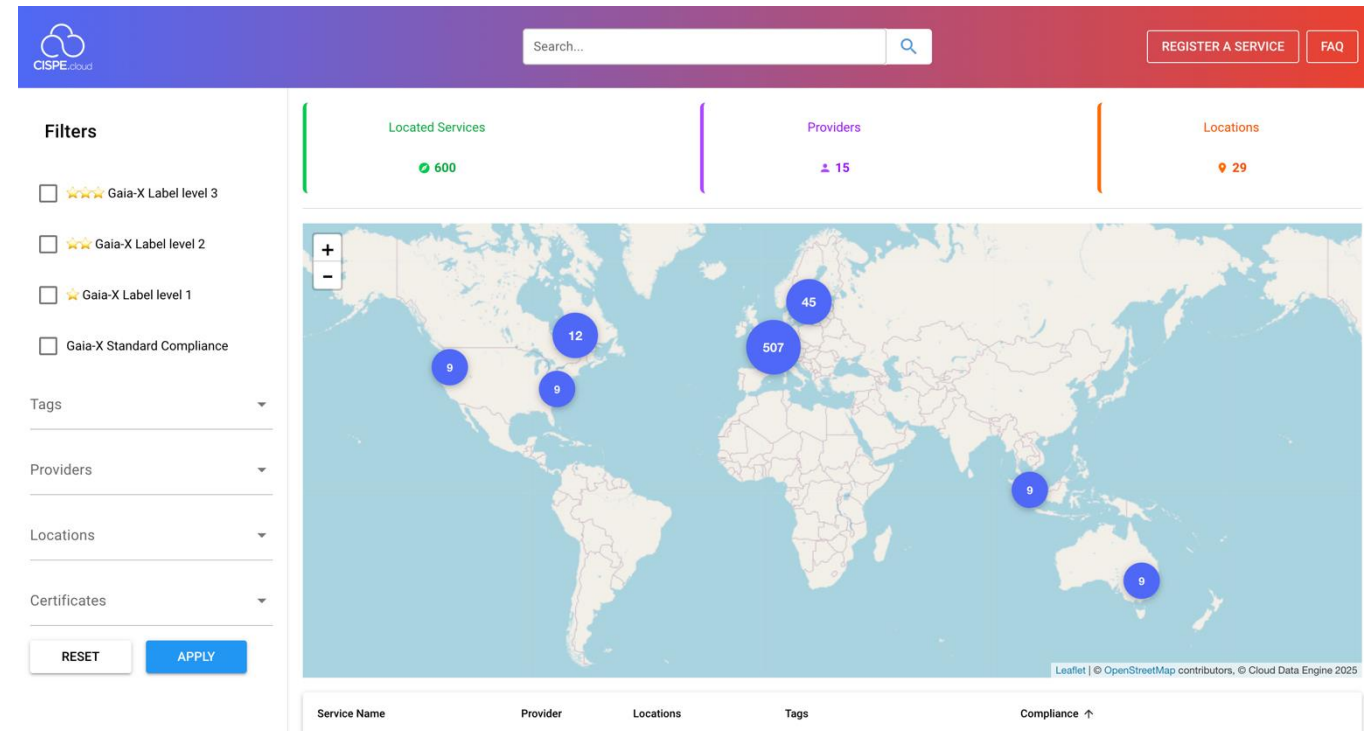 CISPE.cloud
Search...
REGISTER A SERVICE
FAQ
Filters
Gaia-X Label level 3
Gaia-X Label level 2
Gaia-X Label level 1
Gaia-X Standard Compliance
Tags
Providers
Locations
Certificates
RESET
APPLY
Located Services
600
Providers
15
Locations
29
+
−
45
12
507
9
9
9
9
Leaflet | © OpenStreetMap contributors, © Cloud Data Engine 2025
Service Name Provider Locations Tags Compliance ↑